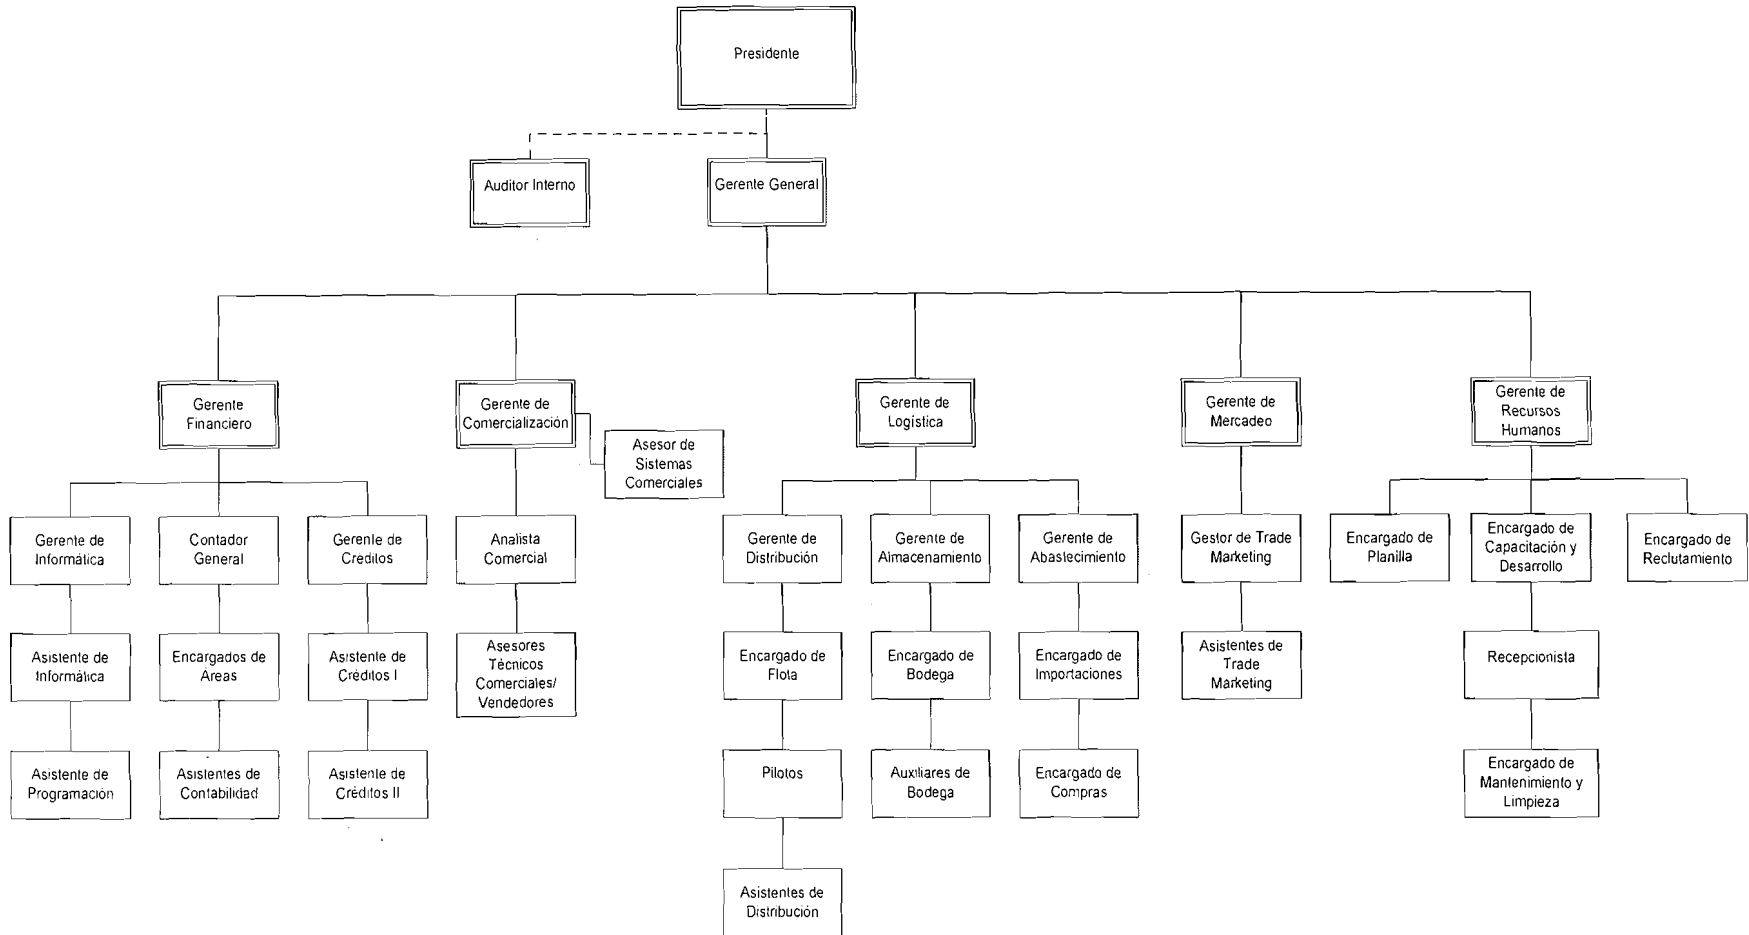 Presidente
Auditor Interno
Gerente General
Gerente
Financiero
Gerente de
Comercialización
Gerente de
Logística
Gerente de
Mercadeo
Gerente de
Recursos
Humanos
Asesor de
Sistemas
Comerciales
Gerente de
Informática
Contador
General
Gerente de
Créditos
Analista
Comercial
Gerente de
Distribución
Gerente de
Almacenamiento
Gerente de
Abastecimiento
Gestor de Trade
Marketing
Encargado de
Planilla
Encargado de
Capacitación y
Desarrollo
Encargado de
Reclutamiento
Asistente de
Informática
Encargados de
Áreas
Asistente de
Créditos I
Asesores
Técnicos
Comerciales/
Vendedores
Encargado de
Flota
Encargado de
Bodega
Encargado de
Importaciones
Asistentes de
Trade
Marketing
Recepcionista
Asistente de
Programación
Asistentes de
Contabilidad
Asistente de
Créditos II
Pilotos
Auxiliares de
Bodega
Encargado de
Compras
Encargado de
Mantenimiento y
Limpieza
Asistentes de
Distribución